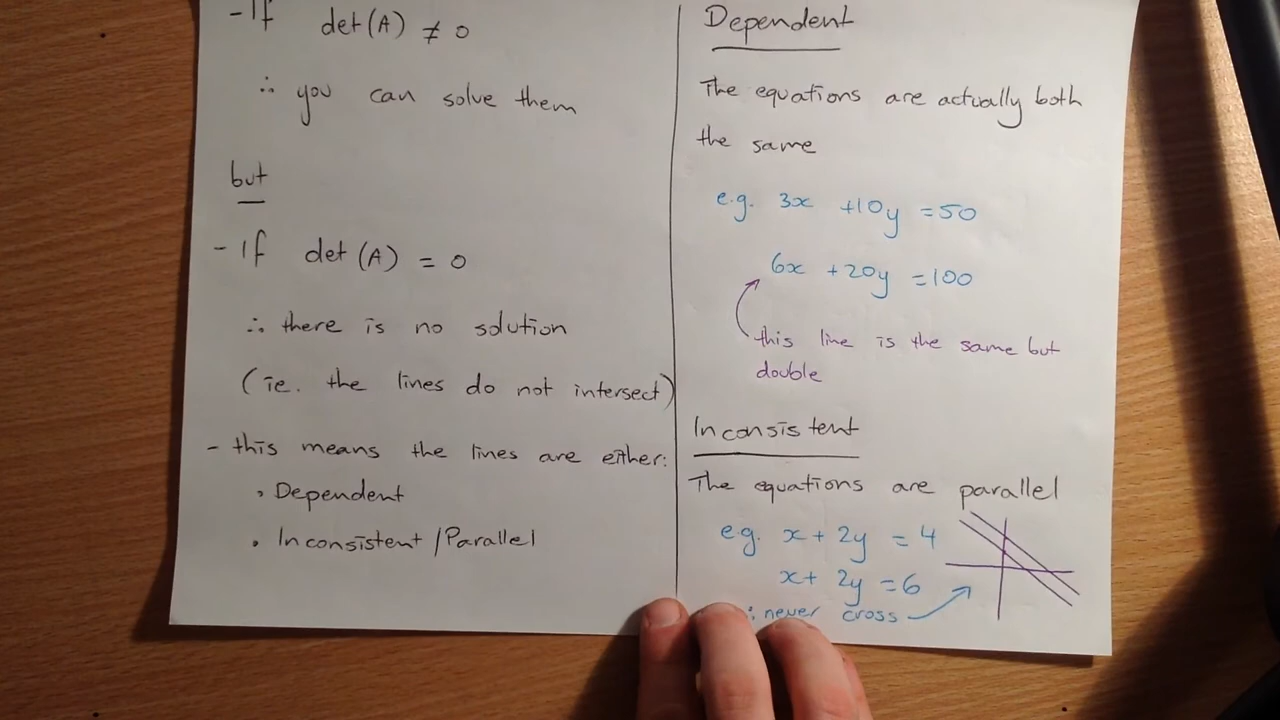 - If det(A) ≠ 0
∴ you can solve them
but
- If det(A) = 0
∴ there is no solution
(ie. the lines do not intersect)
- this means the lines are either:
• Dependent
• Inconsistent/Parallel
Dependent
The equations are actually both
the same
e.g. 3x +10y =50
6x +20y =100
this line is the same but
double
Inconsistent
The equations are parallel
e.g. x + 2y = 4
x + 2y = 6
∴ never cross